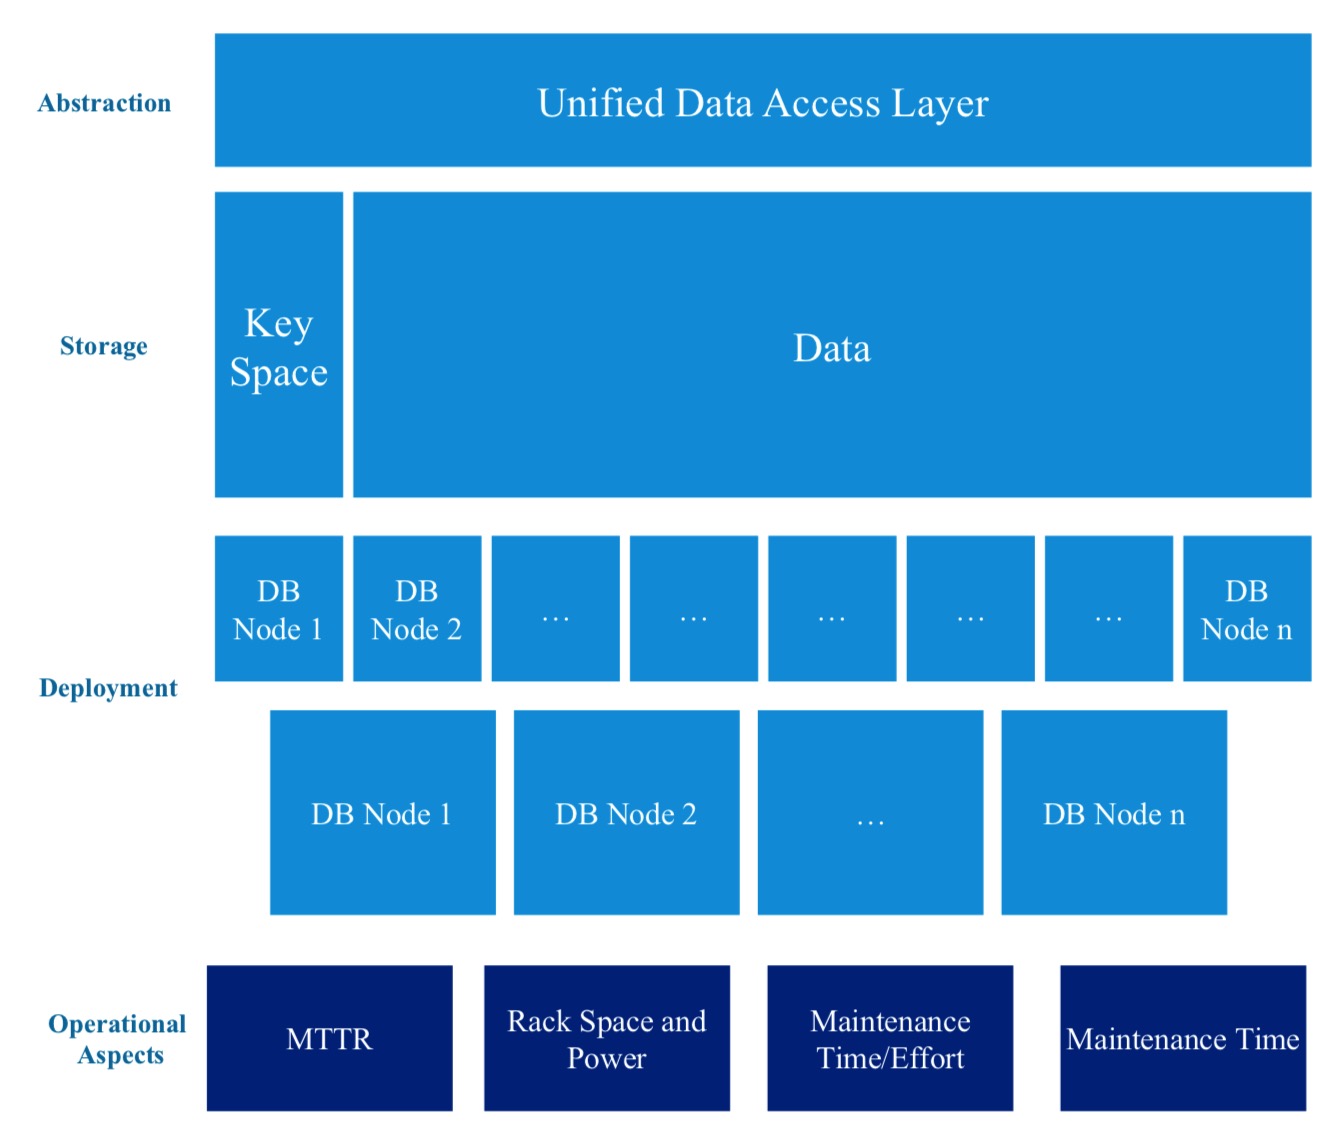 Abstraction
Unified Data Access Layer
Storage
Key
Space
Data
Deployment
DB
Node 1
DB
Node 2
...
...
...
...
...
DB
Node n
DB Node 1
DB Node 2
...
DB Node n
Operational
Aspects
MTTR
Rack Space and
Power
Maintenance
Time/Effort
Maintenance Time